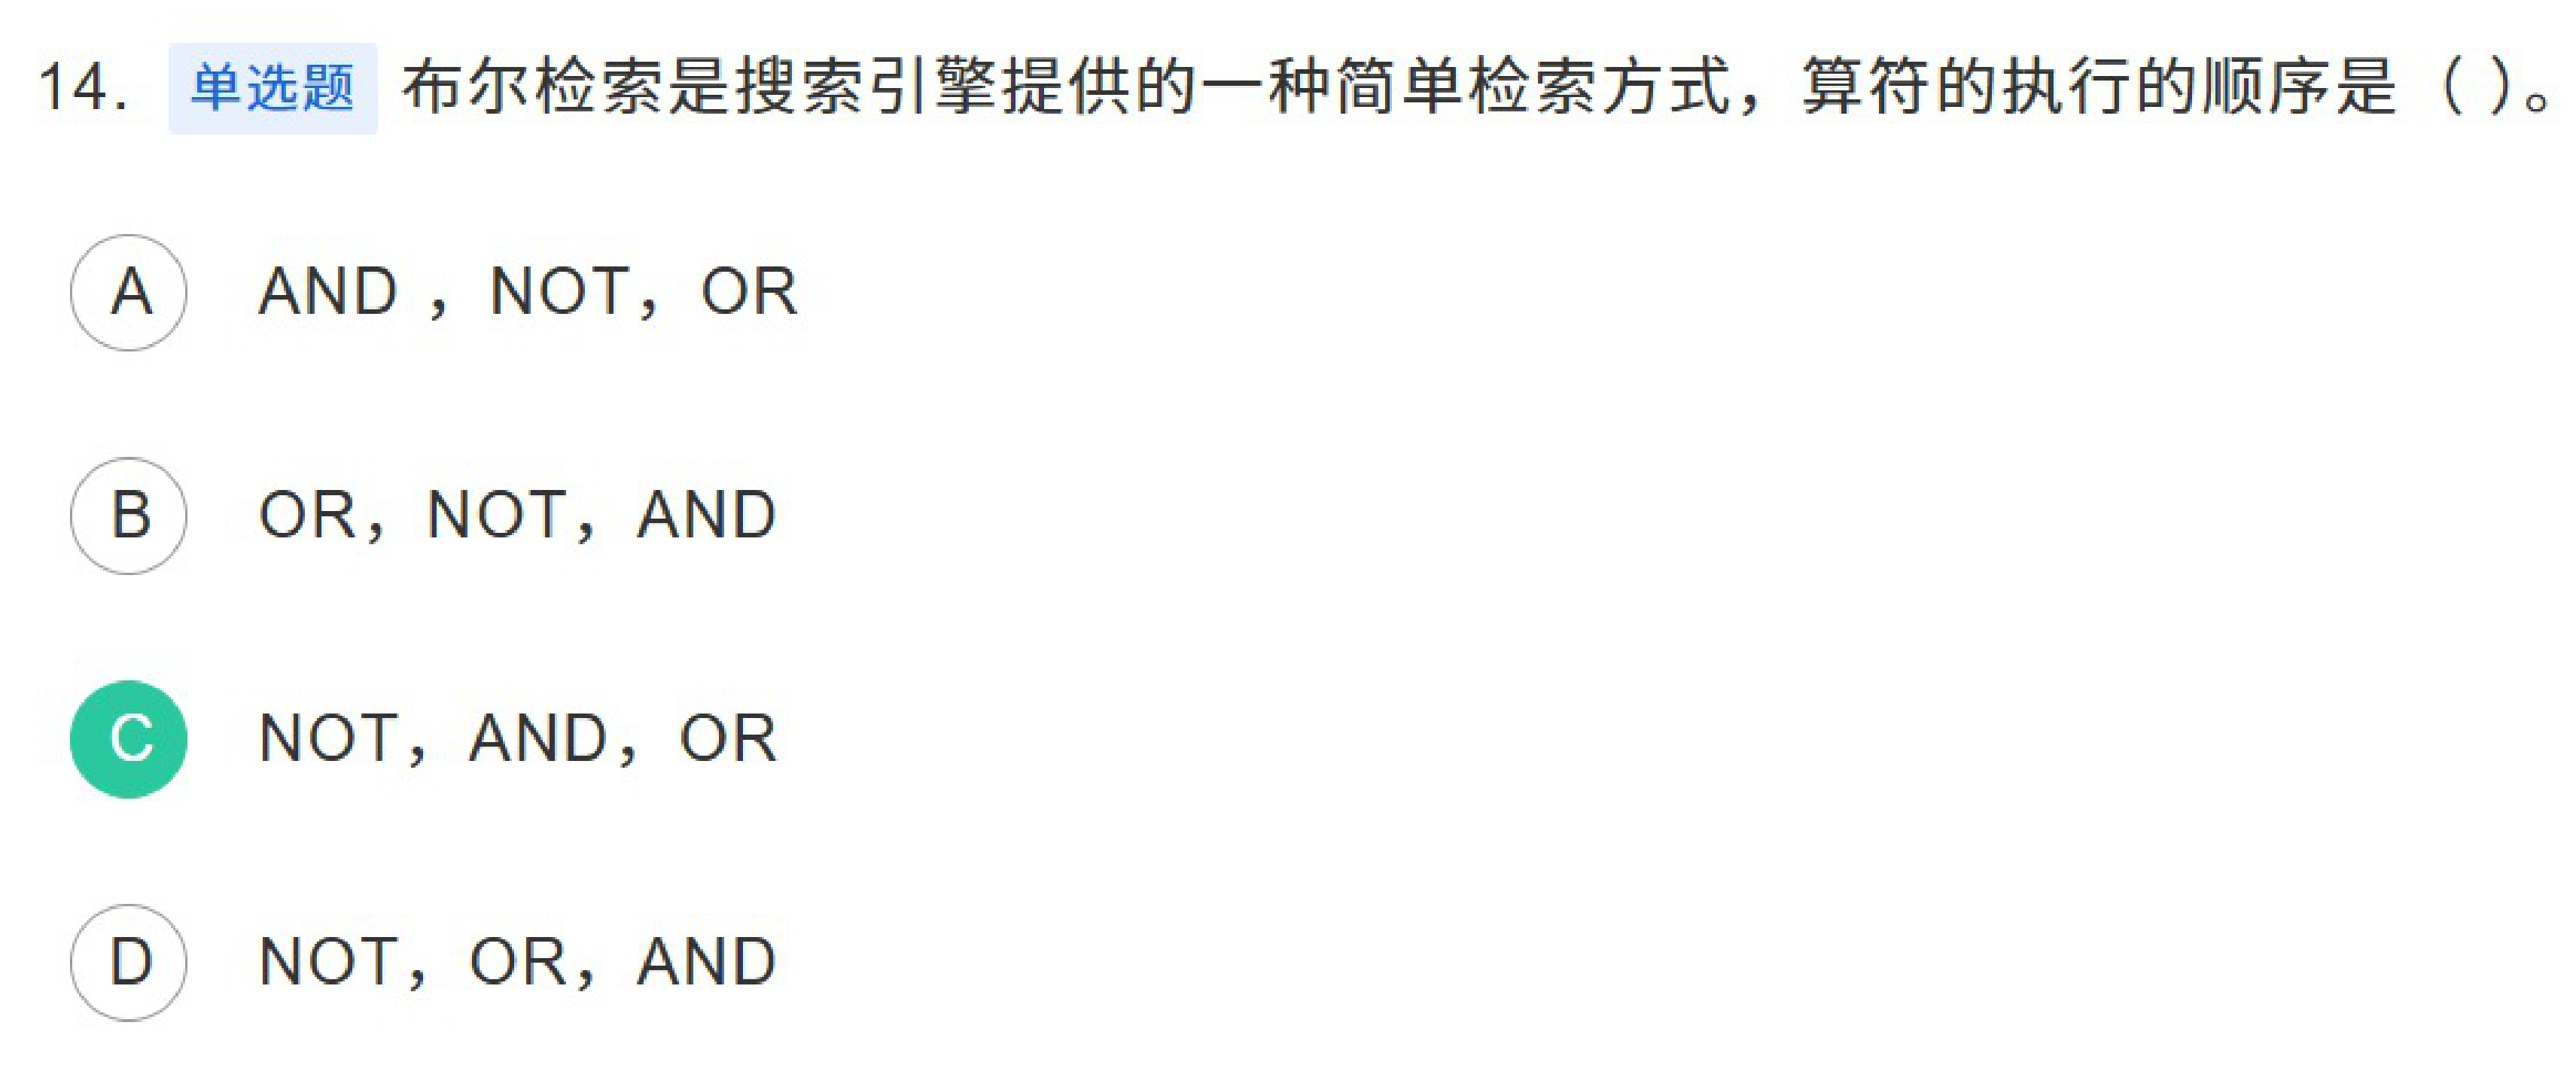 14. 单选题 布尔检索是搜索引擎提供的一种简单检索方式，算符的执行的顺序是（ ）。
A AND ，NOT，OR
B OR，NOT，AND
C NOT，AND，OR
D NOT，OR，AND